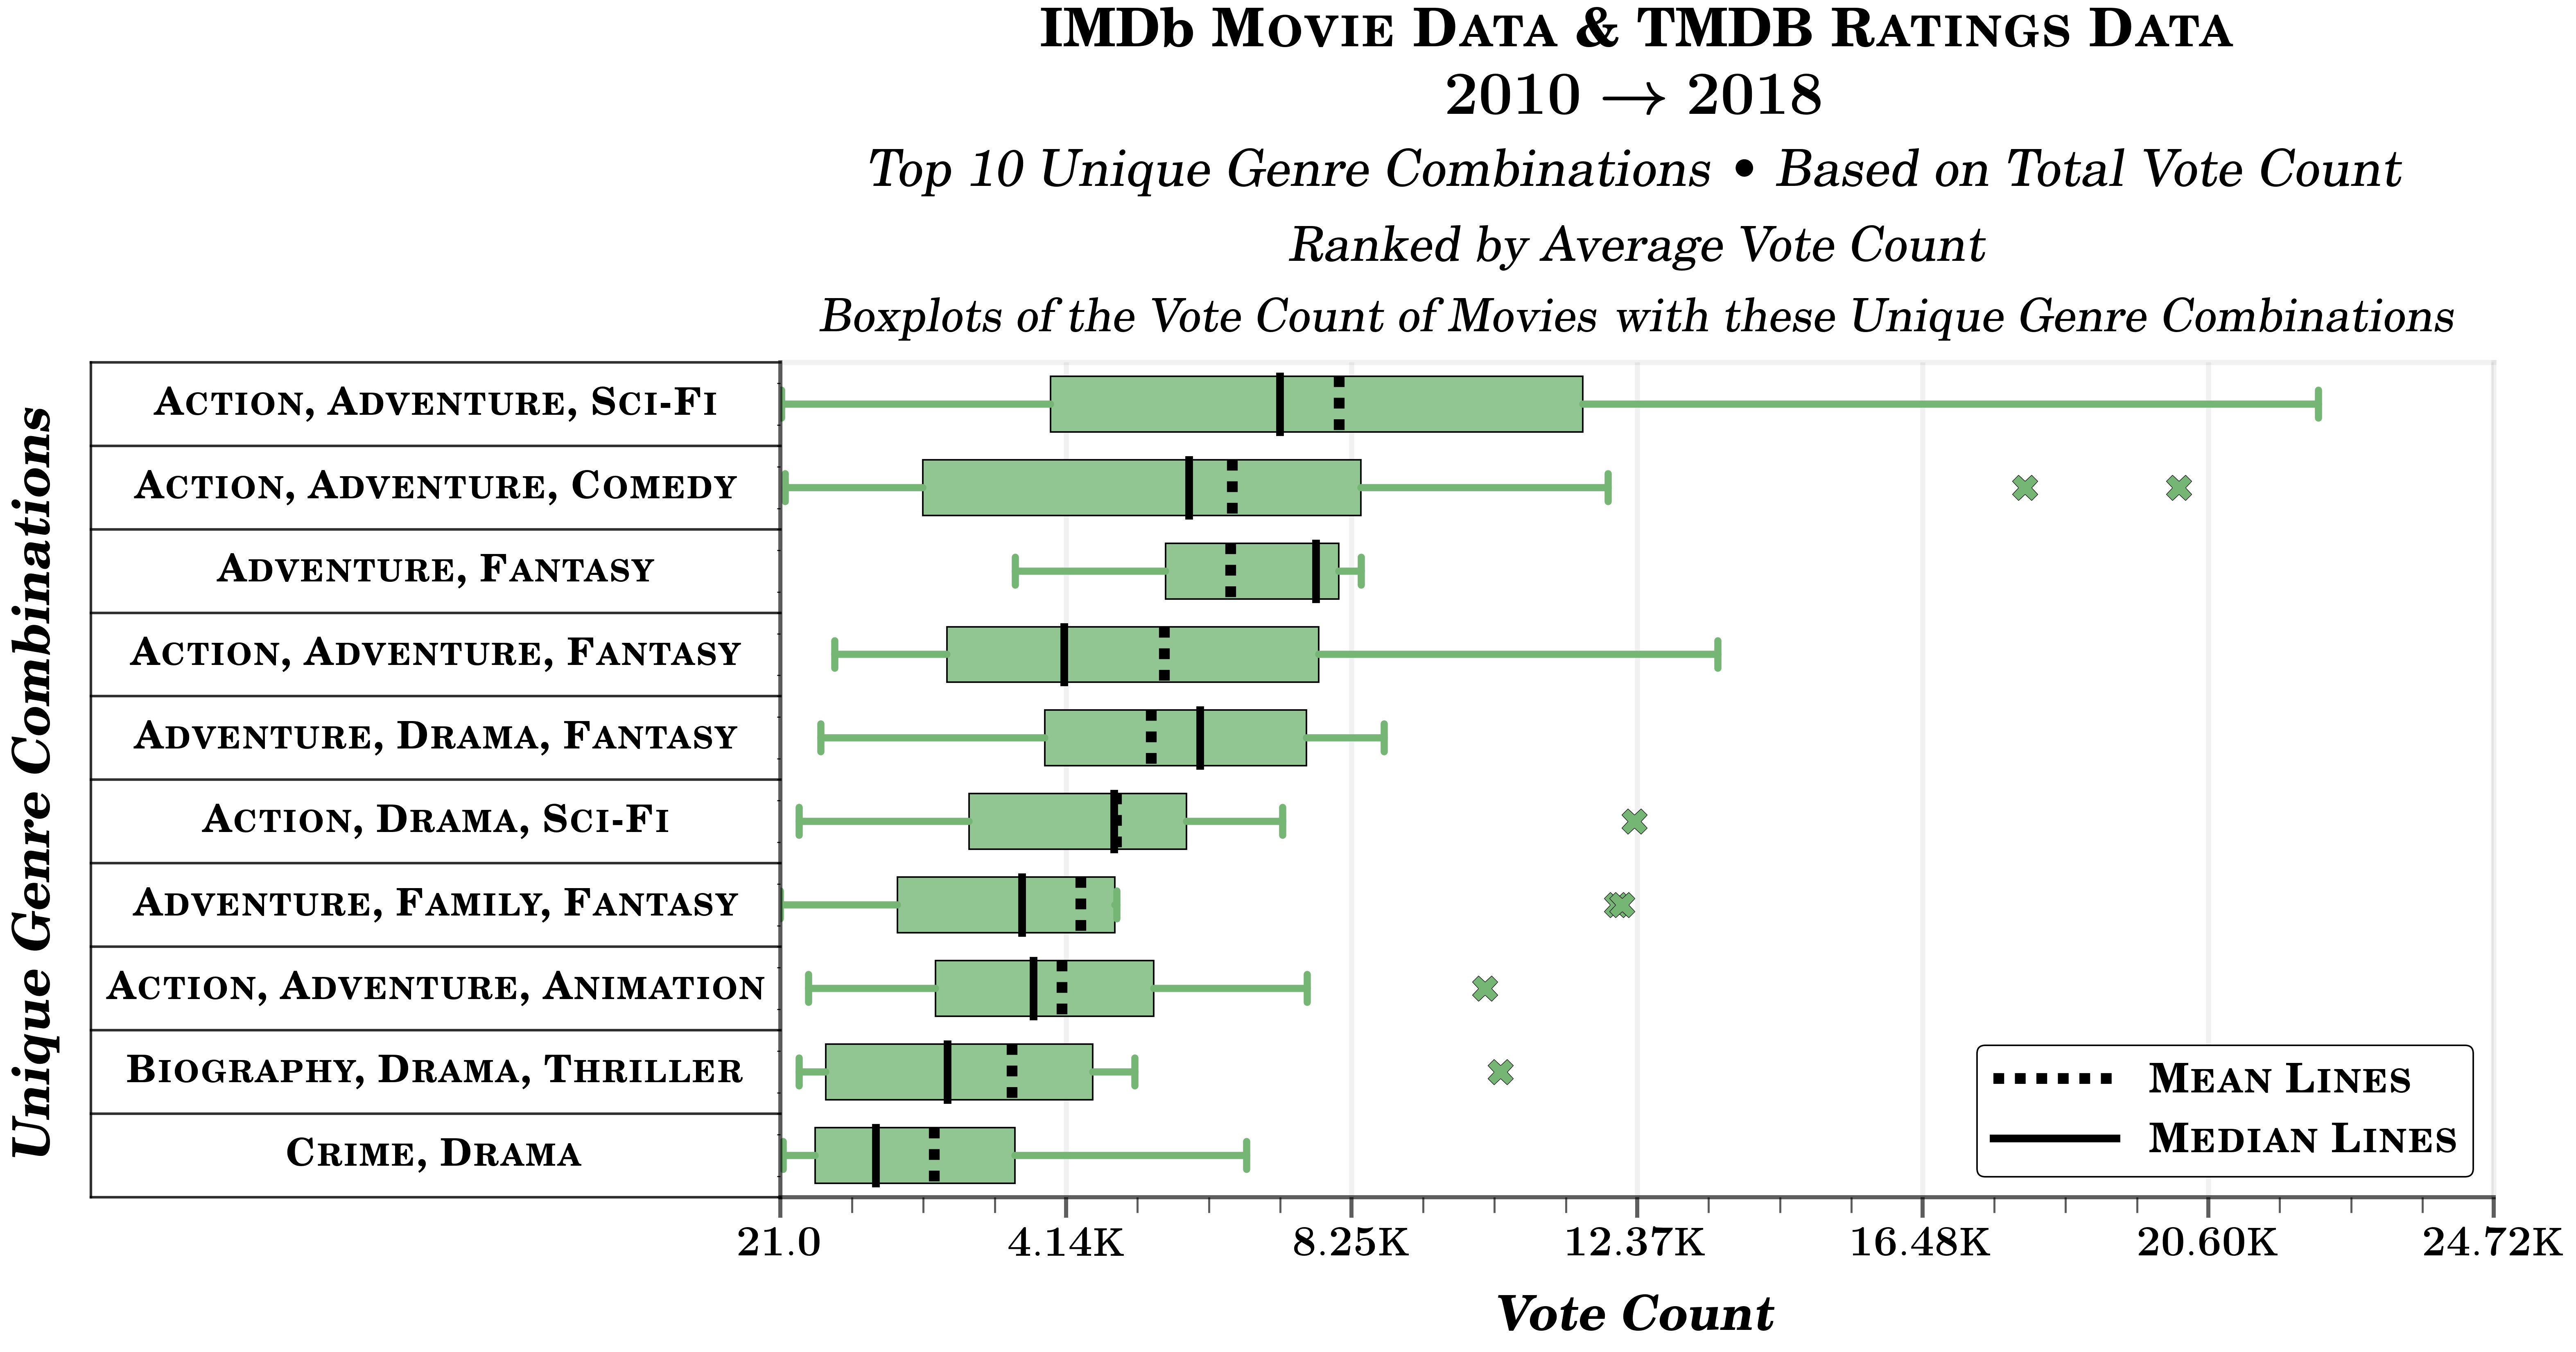 IMDb Movie Data & TMDB Ratings Data
2010 → 2018
Top 10 Unique Genre Combinations • Based on Total Vote Count
Ranked by Average Vote Count
Boxplots of the Vote Count of Movies with these Unique Genre Combinations
Unique Genre Combinations
Action, Adventure, Sci-Fi
Action, Adventure, Comedy
Adventure, Fantasy
Action, Adventure, Fantasy
Adventure, Drama, Fantasy
Action, Drama, Sci-Fi
Adventure, Family, Fantasy
Action, Adventure, Animation
Biography, Drama, Thriller
Crime, Drama
Mean Lines
Median Lines
21.0 4.14K 8.25K 12.37K 16.48K 20.60K 24.72K
Vote Count